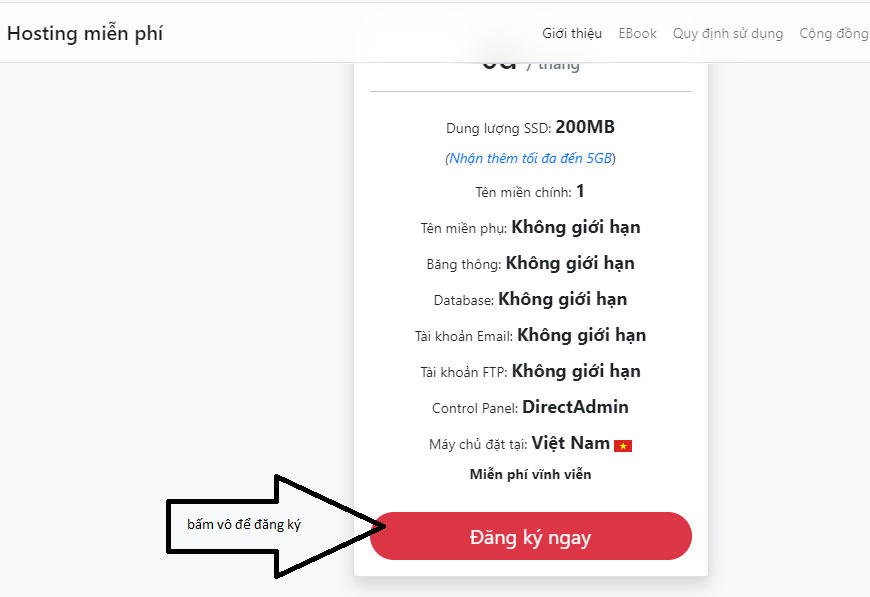 Hosting miễn phí
Giới thiệu EBook Quy định sử dụng Cộng đồng
/ tháng
Dung lượng SSD: 200MB
(Nhận thêm tối đa đến 5GB)
Tên miền chính: 1
Tên miền phụ: Không giới hạn
Băng thông: Không giới hạn
Database: Không giới hạn
Tài khoản Email: Không giới hạn
Tài khoản FTP: Không giới hạn
Control Panel: DirectAdmin
Máy chủ đặt tại: Việt Nam
Miễn phí vĩnh viễn
bấm vô để đăng ký
Đăng ký ngay